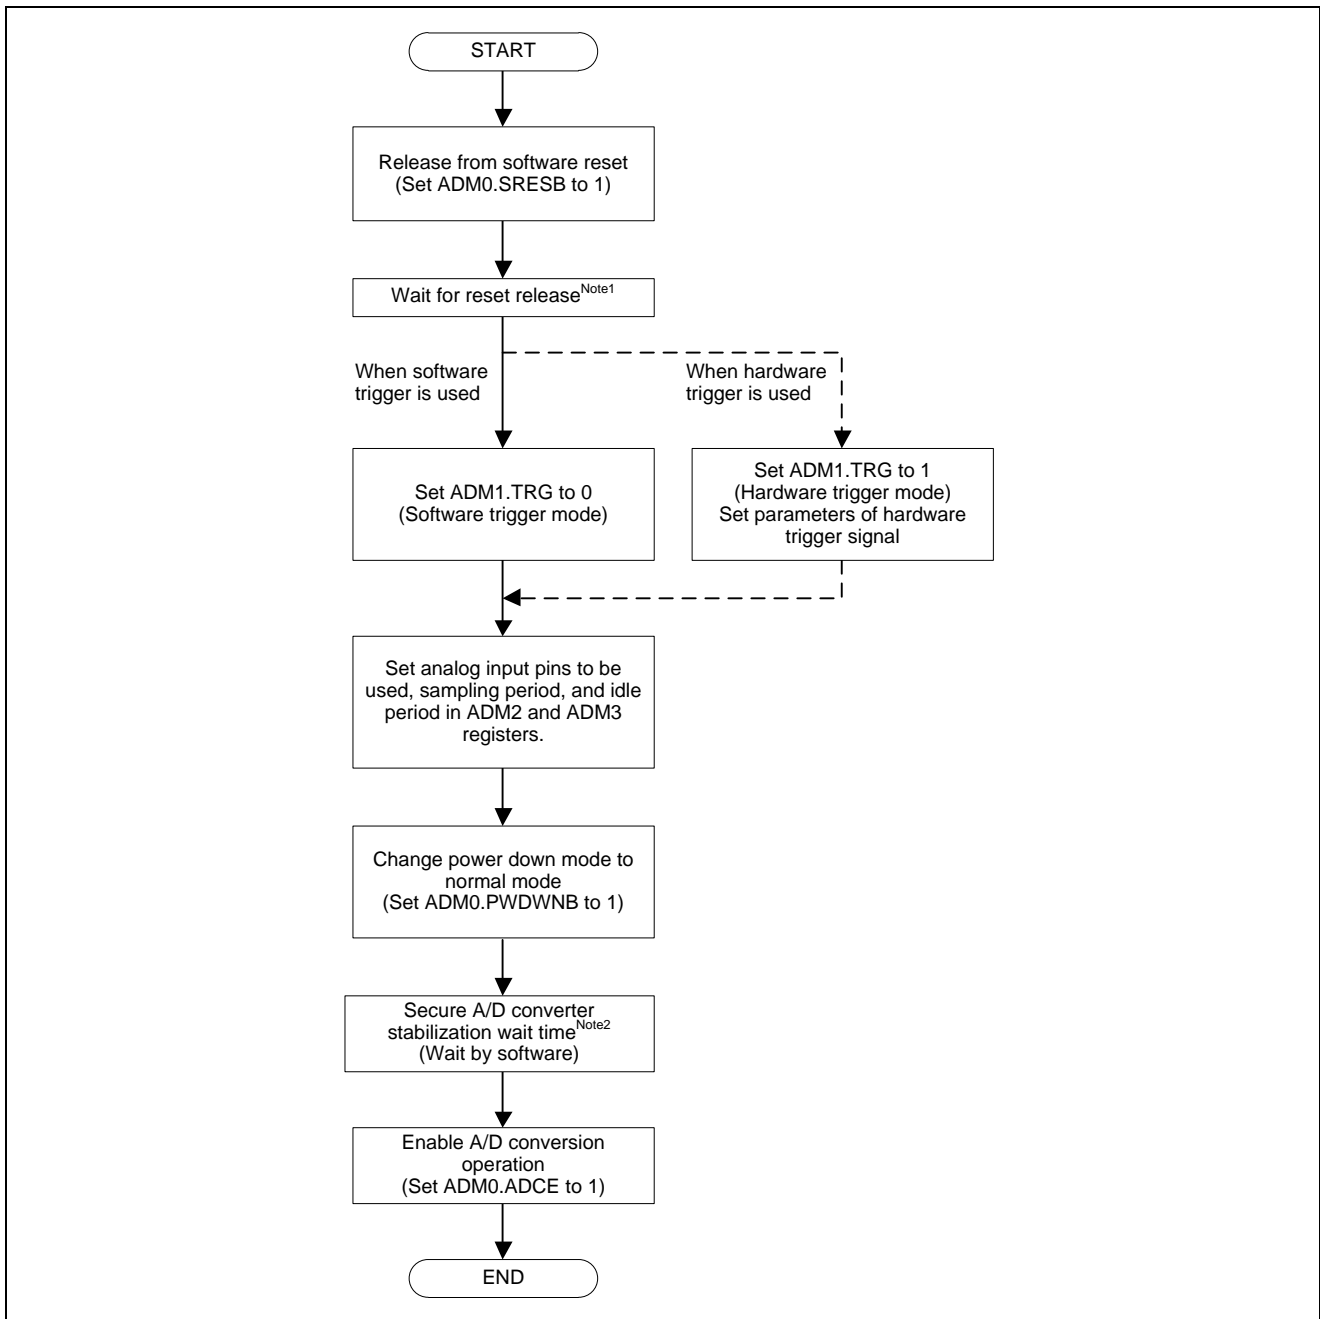 START
Release from software reset
(Set ADM0.SRESB to 1)
Wait for reset release Note1
When software
trigger is used
When hardware
trigger is used
Set ADM1.TRG to 0
(Software trigger mode)
Set ADM1.TRG to 1
(Hardware trigger mode)
Set parameters of hardware
trigger signal
Set analog input pins to be
used, sampling period, and idle
period in ADM2 and ADM3
registers.
Change power down mode to
normal mode
(Set ADM0.PWDWNB to 1)
Secure A/D converter
stabilization wait time Note2
(Wait by software)
Enable A/D conversion
operation
(Set ADM0.ADCE to 1)
END